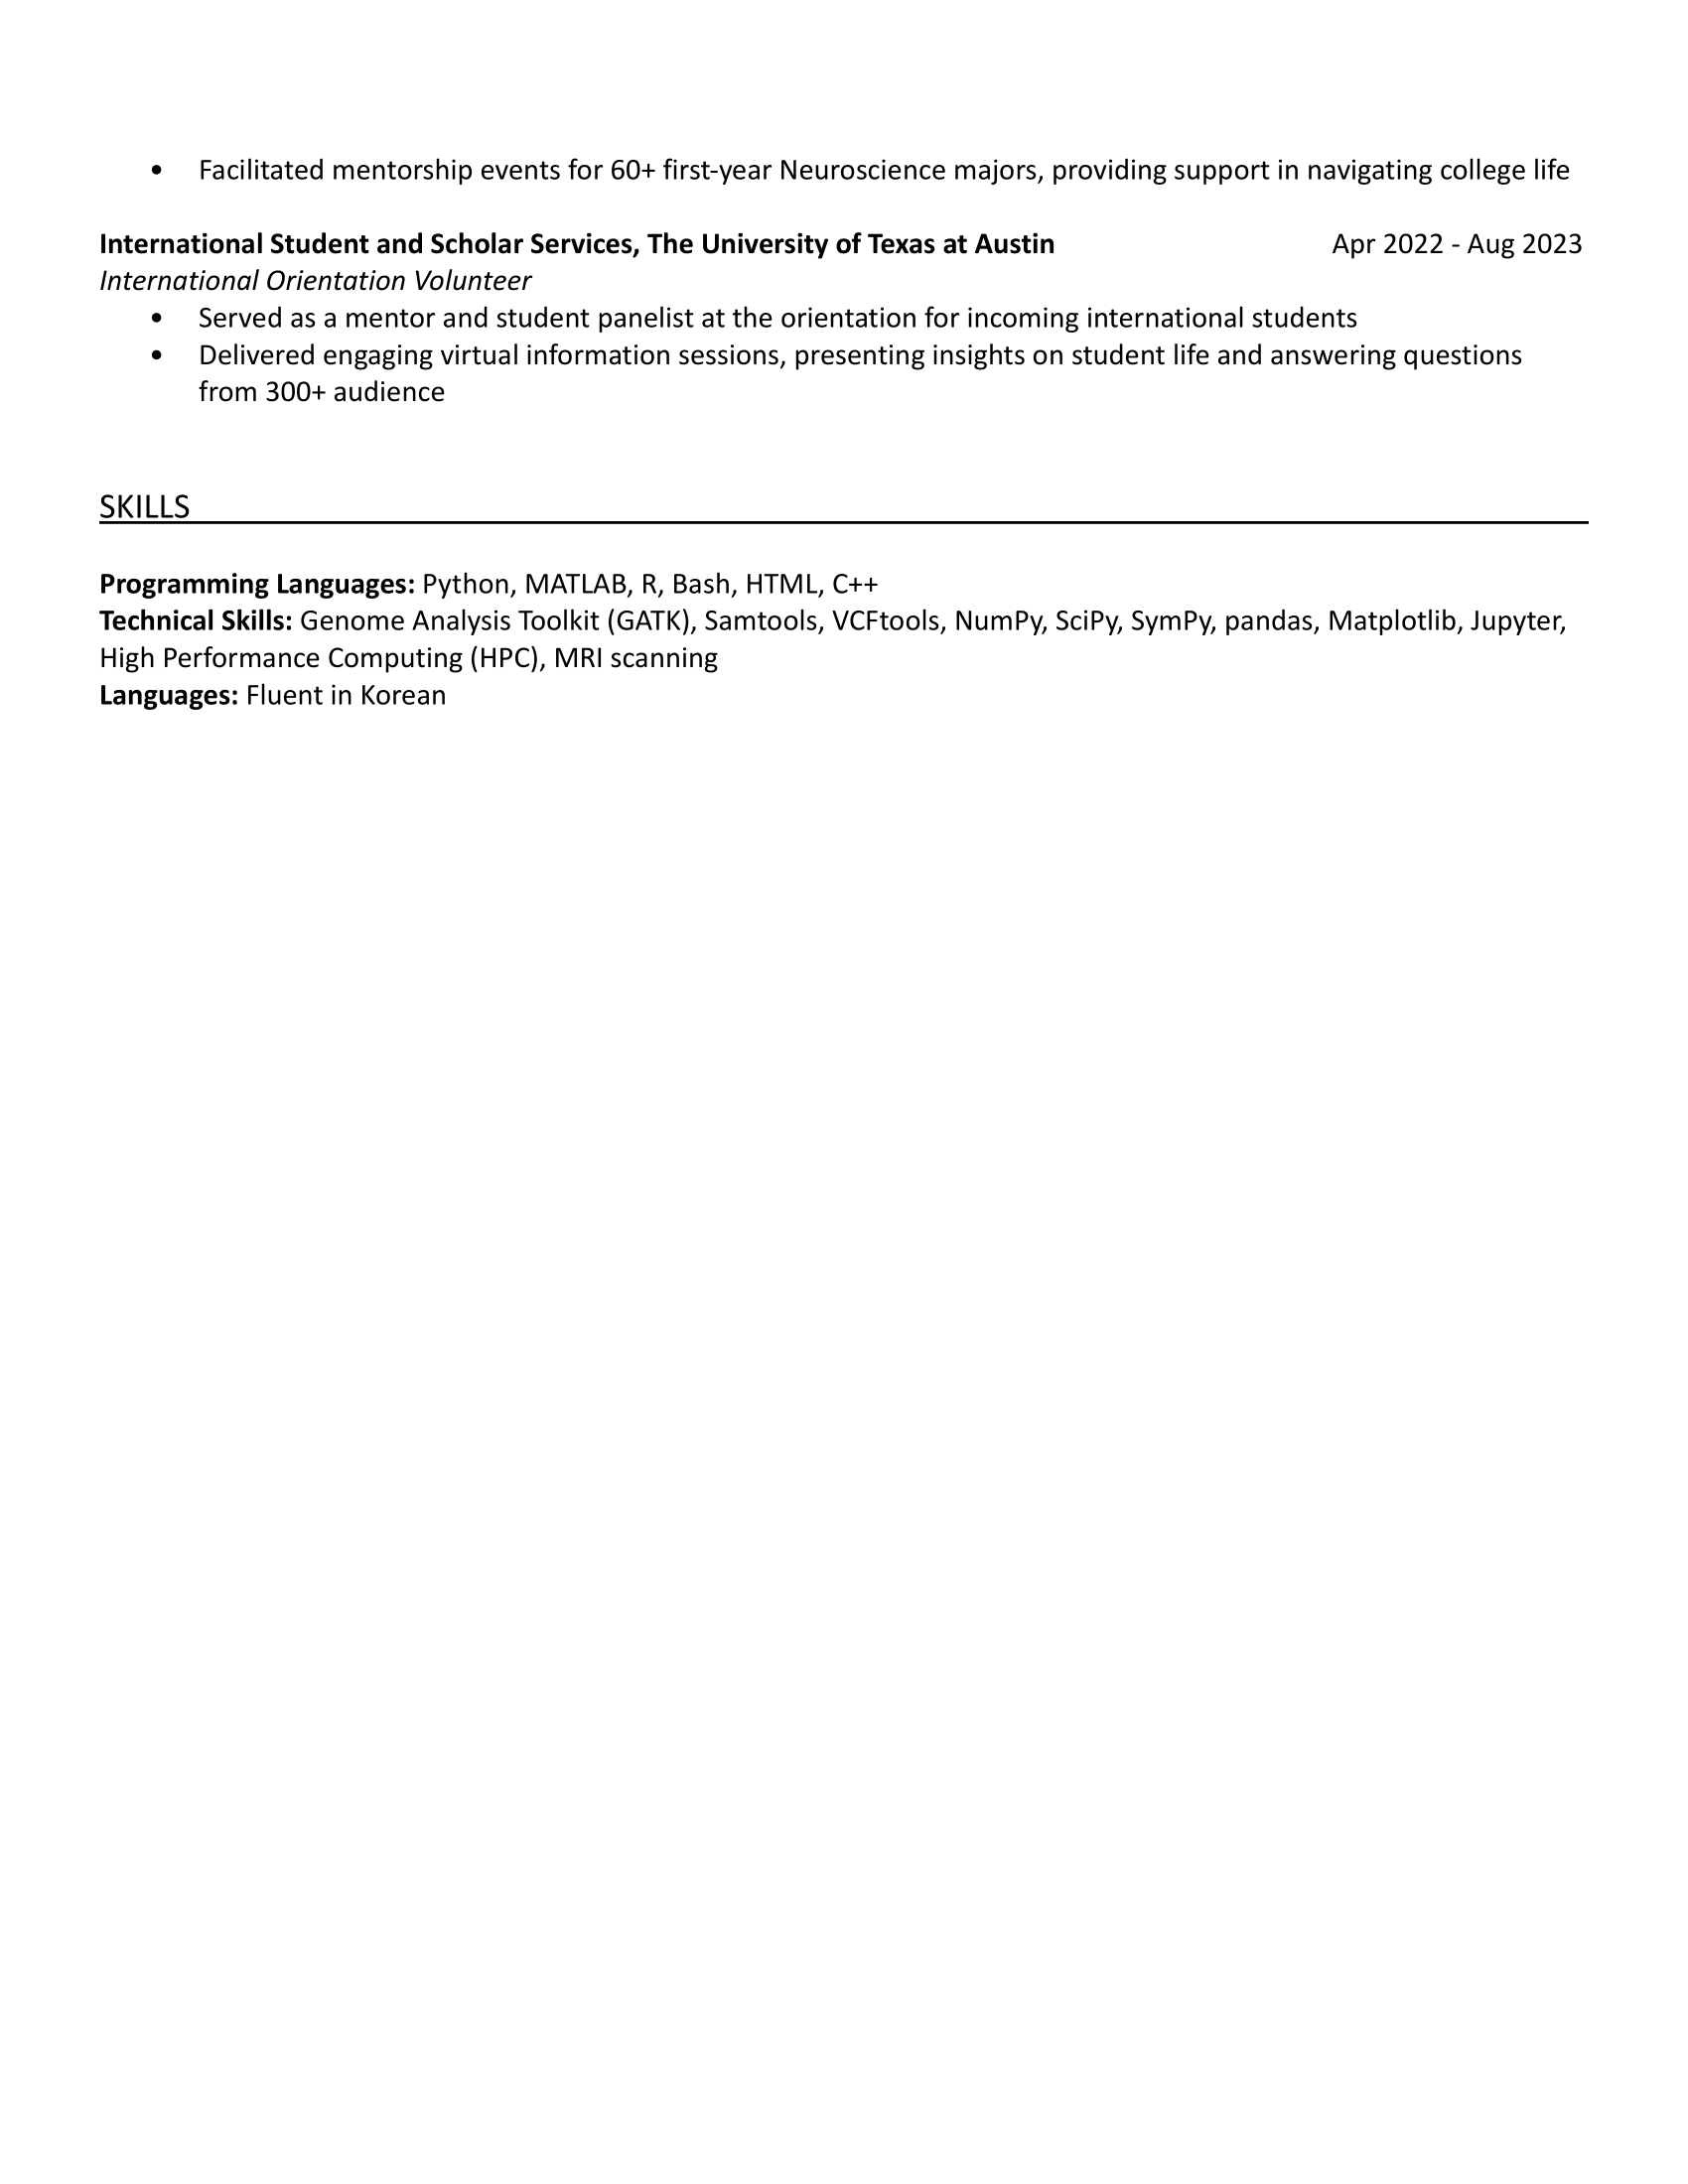 • Facilitated mentorship events for 60+ first-year Neuroscience majors, providing support in navigating college life
International Student and Scholar Services, The University of Texas at Austin Apr 2022 - Aug 2023
International Orientation Volunteer
• Served as a mentor and student panelist at the orientation for incoming international students
• Delivered engaging virtual information sessions, presenting insights on student life and answering questions
from 300+ audience
SKILLS
Programming Languages: Python, MATLAB, R, Bash, HTML, C++
Technical Skills: Genome Analysis Toolkit (GATK), Samtools, VCFtools, NumPy, SciPy, SymPy, pandas, Matplotlib, Jupyter,
High Performance Computing (HPC), MRI scanning
Languages: Fluent in Korean